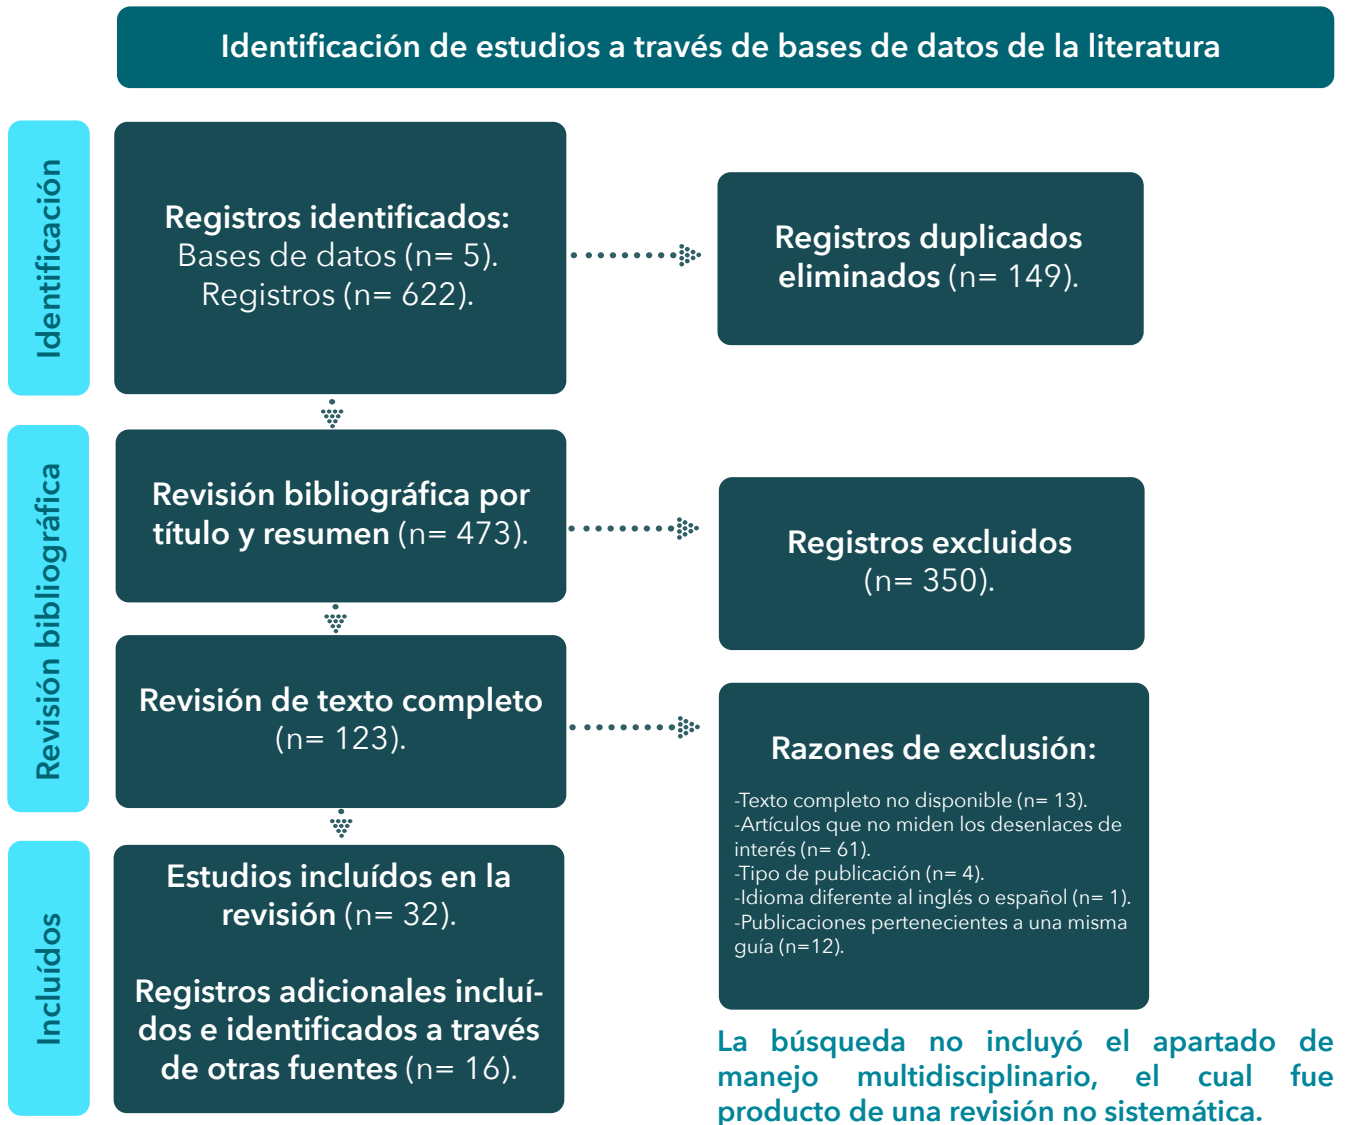 Identificación de estudios a través de bases de datos de la literatura
Identificación
Registros identificados:
Bases de datos (n= 5).
Registros (n= 622).
Registros duplicados
eliminados (n= 149).
Revisión bibliográfica
Revisión bibliográfica por
título y resumen (n= 473).
Registros excluidos
(n= 350).
Revisión de texto completo
(n= 123).
Razones de exclusión:
-Texto completo no disponible (n= 13).
-Artículos que no miden los desenlaces de
interés (n= 61).
-Tipo de publicación (n= 4).
-Idioma diferente al inglés o español (n= 1).
-Publicaciones pertenecientes a una misma
guía (n=12).
Incluídos
Estudios incluídos en la
revisión (n= 32).
Registros adicionales incluí-
dos e identificados a través
de otras fuentes (n= 16).
La búsqueda no incluyó el apartado de
manejo multidisciplinario, el cual fue
producto de una revisión no sistemática.